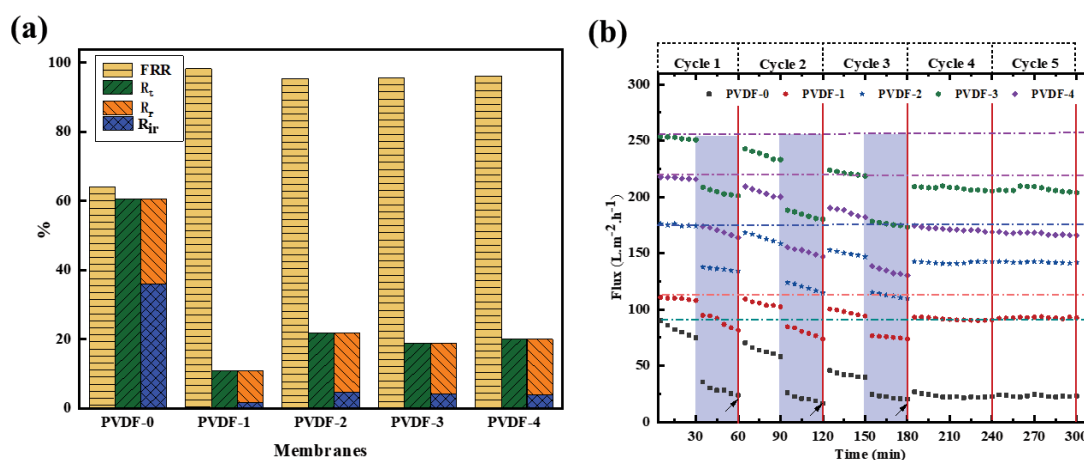 (a)
100
80
60
40
20
0
%
FRR
Rt
Rr
Rir
PVDF-0 PVDF-1 PVDF-2 PVDF-3 PVDF-4
Membranes
(b)
Cycle 1 Cycle 2 Cycle 3 Cycle 4 Cycle 5
PVDF-0 PVDF-1 PVDF-2 PVDF-3 PVDF-4
300
250
200
150
100
50
0
Flux (L.m-2.h-1)
30 60 90 120 150 180 210 240 270 300
Time (min)